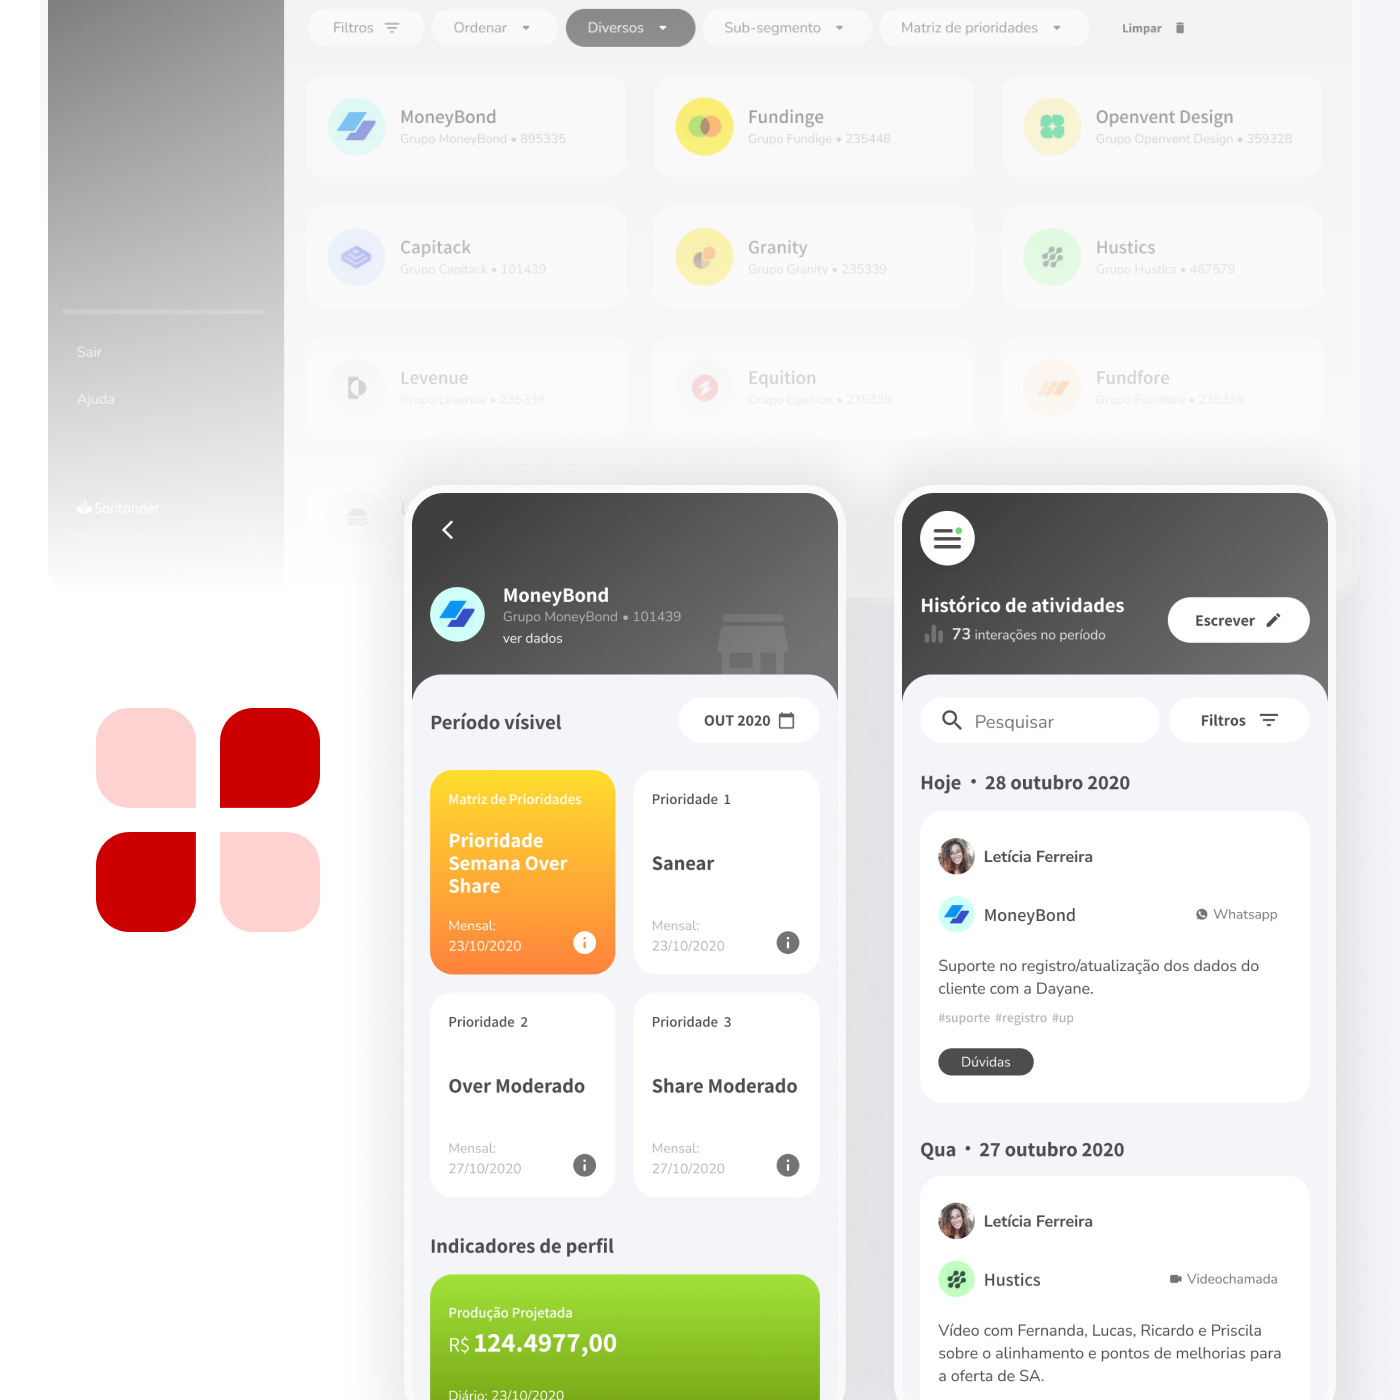 Filtros
Ordenar
Diversos
Sub-segmento
Matriz de prioridades
Limpar
MoneyBond
Grupo MoneyBond • 895335
Fundinge
Grupo Fundige • 235448
Openvent Design
Grupo Openvent Design • 359328
Capitack
Grupo Capitack • 101439
Granity
Grupo Granity • 235339
Hustics
Grupo Hustics • 467579
Levenue
Grupo Levenue • 235339
Equition
Grupo Equition • 235339
Fundfore
Grupo Fundfore • 235339
Sair
Ajuda
Santander
MoneyBond
Grupo MoneyBond • 101439
ver dados
Período vísivel
OUT 2020
Matriz de Prioridades
Prioridade
Semana Over
Share
Mensal:
23/10/2020
Prioridade 1
Sanear
Mensal:
23/10/2020
Prioridade 2
Over Moderado
Mensal:
27/10/2020
Prioridade 3
Share Moderado
Mensal:
27/10/2020
Indicadores de perfil
Produção Projetada
R$ 124.4977,00
Diário: 23/10/2020
Histórico de atividades
73 interações no período
Escrever
Pesquisar
Filtros
Hoje • 28 outubro 2020
Letícia Ferreira
MoneyBond
Whatsapp
Suporte no registro/atualização dos dados do
cliente com a Dayane.
#suporte #registro #up
Dúvidas
Qua • 27 outubro 2020
Letícia Ferreira
Hustics
Videochamada
Vídeo com Fernanda, Lucas, Ricardo e Priscila
sobre o alinhamento e pontos de melhorias para
a oferta de SA.